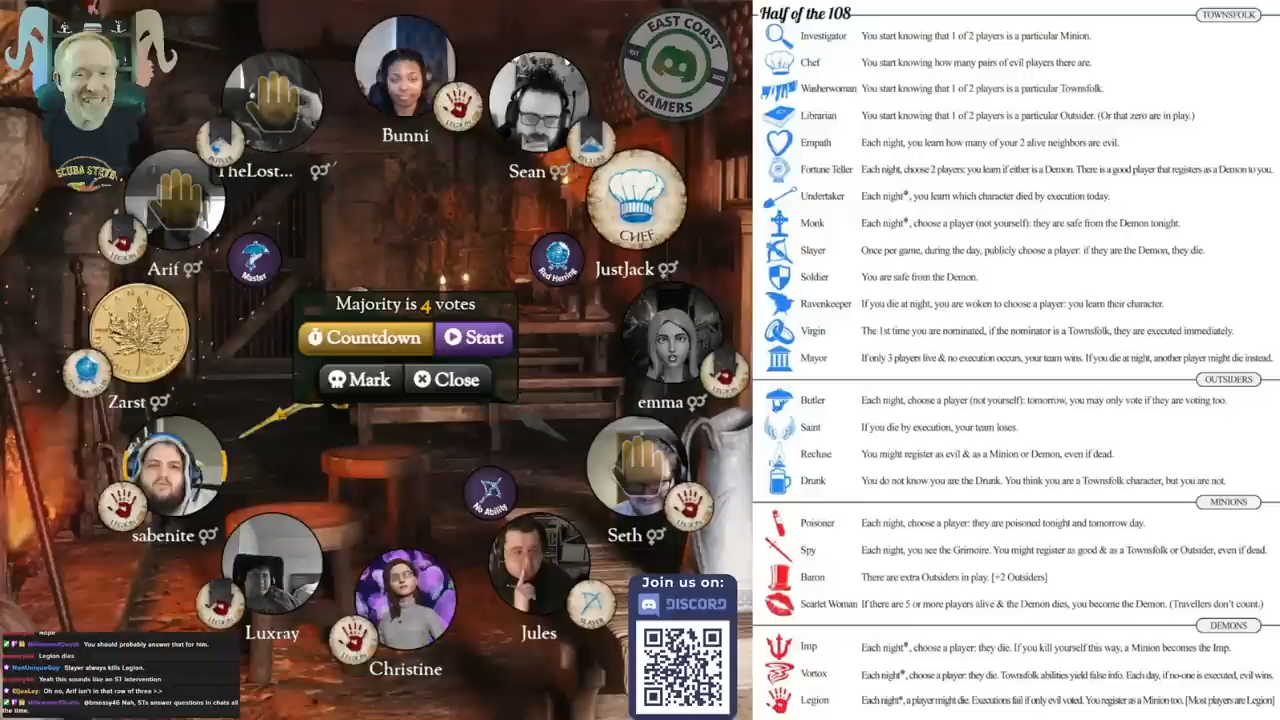 EAST COAST
EST
2022
GAMERS
SCUBA STEVE
TheLost...
BUTLER
Bunni
LEGION
Sean
CHEF
JustJack
Red Herring
Arif
LEGION
Master
CANADA
Zarst
FORTUNE TELLER
emma
LEGION
sabenite
LEGION
Seth
LEGION
No Ability
Luxray
LEGION
Christine
LEGION
Jules
SLAYER
Majority is 4 votes
Countdown
Start
Mark
Close
Join us on:
DISCORD
Nope
You should probably answer that for him.
Legion dies
NonUniqueGuy Slayer always kills Legion.
Yeah this sounds like an ST intervention
EljasLey: Oh no, Arif isn't in that row of three >.>
@bnessy46 Nah, STs answer questions in chats all
the time.
Half of the 108
TOWNSFOLK
Investigator You start knowing that 1 of 2 players is a particular Minion.
Chef You start knowing how many pairs of evil players there are.
Washerwoman You start knowing that 1 of 2 players is a particular Townsfolk.
Librarian You start knowing that 1 of 2 players is a particular Outsider. (Or that zero are in play.)
Empath Each night, you learn how many of your 2 alive neighbors are evil.
Fortune Teller Each night, choose 2 players: you learn if either is a Demon. There is a good player that registers as a Demon to you.
Undertaker Each night*, you learn which character died by execution today.
Monk Each night*, choose a player (not yourself): they are safe from the Demon tonight.
Slayer Once per game, during the day, publicly choose a player: if they are the Demon, they die.
Soldier You are safe from the Demon.
Ravenkeeper If you die at night, you are woken to choose a player: you learn their character.
Virgin The 1st time you are nominated, if the nominator is a Townsfolk, they are executed immediately.
Mayor If only 3 players live & no execution occurs, your team wins. If you die at night, another player might die instead.
OUTSIDERS
Butler Each night, choose a player (not yourself): tomorrow, you may only vote if they are voting too.
Saint If you die by execution, your team loses.
Recluse You might register as evil & as a Minion or Demon, even if dead.
Drunk You do not know you are the Drunk. You think you are a Townsfolk character, but you are not.
MINIONS
Poisoner Each night, choose a player: they are poisoned tonight and tomorrow day.
Spy Each night, you see the Grimoire. You might register as good & as a Townsfolk or Outsider, even if dead.
Baron There are extra Outsiders in play. [+2 Outsiders]
Scarlet Woman If there are 5 or more players alive & the Demon dies, you become the Demon. (Travellers don't count.)
DEMONS
Imp Each night*, choose a player: they die. If you kill yourself this way, a Minion becomes the Imp.
Vortox Each night*, choose a player: they die. Townsfolk abilities yield false info. Each day, if no-one is executed, evil wins.
Legion Each night*, a player might die. Executions fail if only evil voted. You register as a Minion too. [Most players are Legion]